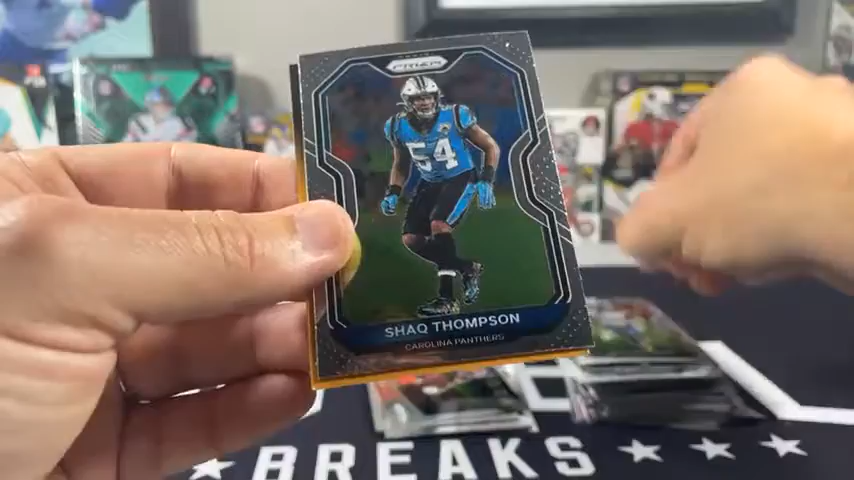 PRIZM
54
SHAQ THOMPSON
CAROLINA PANTHERS
BREAKS